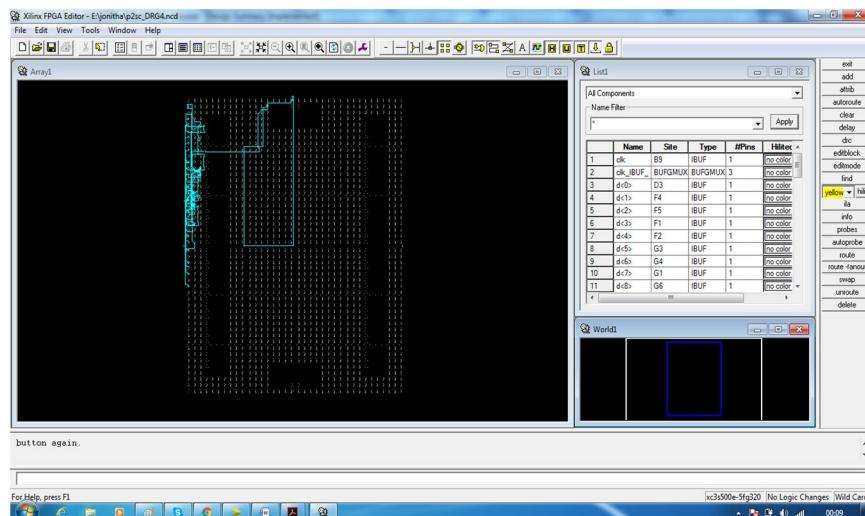 Xilinx FPGA Editor - E:\jonitha\p2sc_DRG4.ncd
File Edit View Tools Window Help
Array1
List1
All Components
Name Filter
*
Apply
Name Site Type #Pins Hilited
1 clk B9 IBUF 1 no color
2 clk_IBUF_ BUFGMUX BUFGMUX 3 no color
3 d<0> D3 IBUF 1 no color
4 d<1> F4 IBUF 1 no color
5 d<2> F5 IBUF 1 no color
6 d<3> F1 IBUF 1 no color
7 d<4> F2 IBUF 1 no color
8 d<5> G3 IBUF 1 no color
9 d<6> G4 IBUF 1 no color
10 d<7> G1 IBUF 1 no color
11 d<8> G6 IBUF 1 no color
World1
exit
add
attrib
autoroute
clear
delay
drc
editblock
editmode
find
yellow hili
ila
info
probes
autoprobe
route
route -fanou
swap
unroute
delete
button again.
For Help, press F1
xc3s500e-5fg320 No Logic Changes Wild Car
00:09